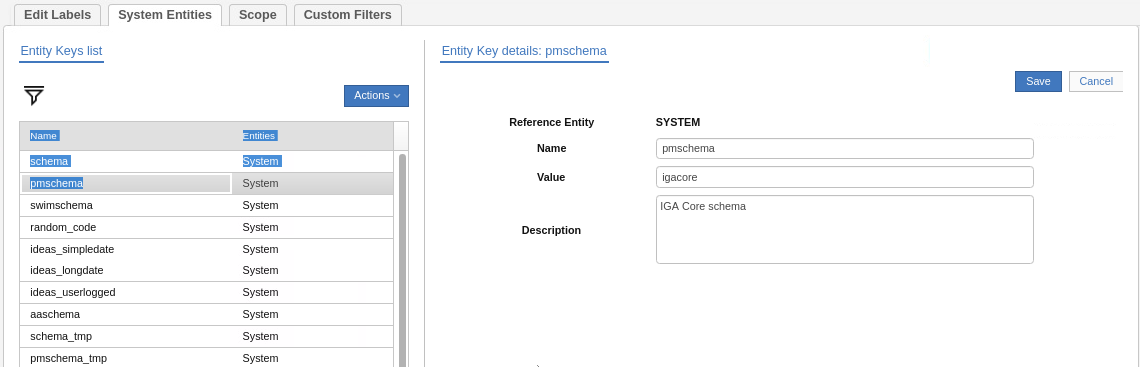 Edit Labels System Entities Scope Custom Filters
Entity Keys list
Actions
Name Entities
schema System
pmschema System
swimschema System
random_code System
ideas_simpledate System
ideas_longdate System
ideas_userlogged System
aaschema System
schema_tmp System
pmschema_tmp System
Entity Key details: pmschema
Save Cancel
Reference Entity SYSTEM
Name pmschema
Value igacore
Description IGA Core schema